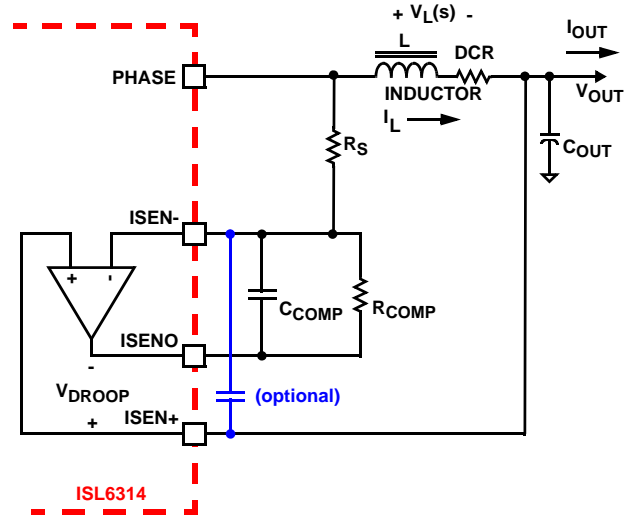 + VL(s) -
L
DCR
IOUT
PHASE
INDUCTOR
VOUT
IL
COUT
RS
ISEN-
+ -
CCOMP
RCOMP
ISENO
-
VDROOP
+
(optional)
ISEN+
ISL6314